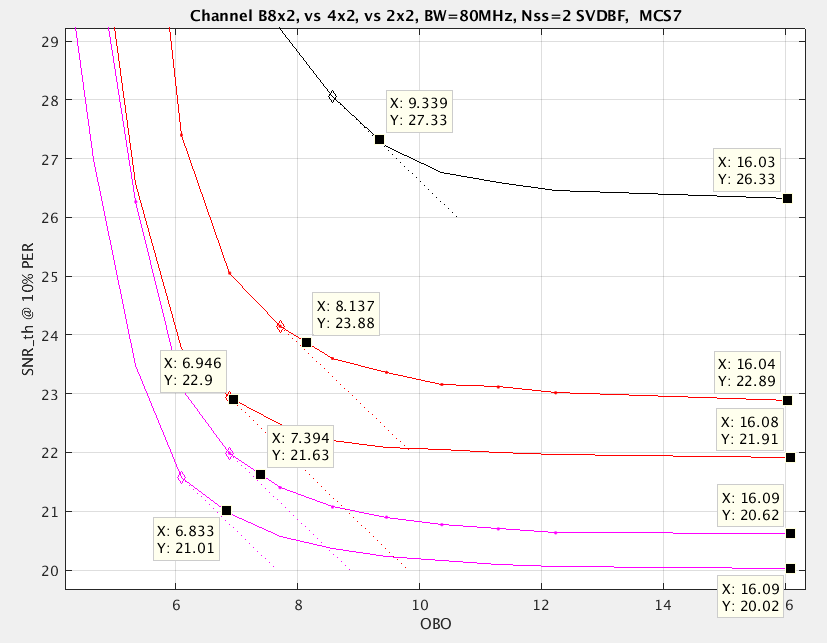 Channel B8x2, vs 4x2, vs 2x2, BW=80MHz, Nss=2 SVDBF, MCS7
29
28
27
26
25
24
23
22
21
20
SNR_th @ 10% PER
X: 9.339
Y: 27.33
X: 16.03
Y: 26.33
X: 8.137
Y: 23.88
X: 6.946
Y: 22.9
X: 16.04
Y: 22.89
X: 7.394
Y: 21.63
X: 16.08
Y: 21.91
X: 16.09
Y: 20.62
X: 6.833
Y: 21.01
X: 16.09
Y: 20.02
6
8
10
12
14
6
OBO